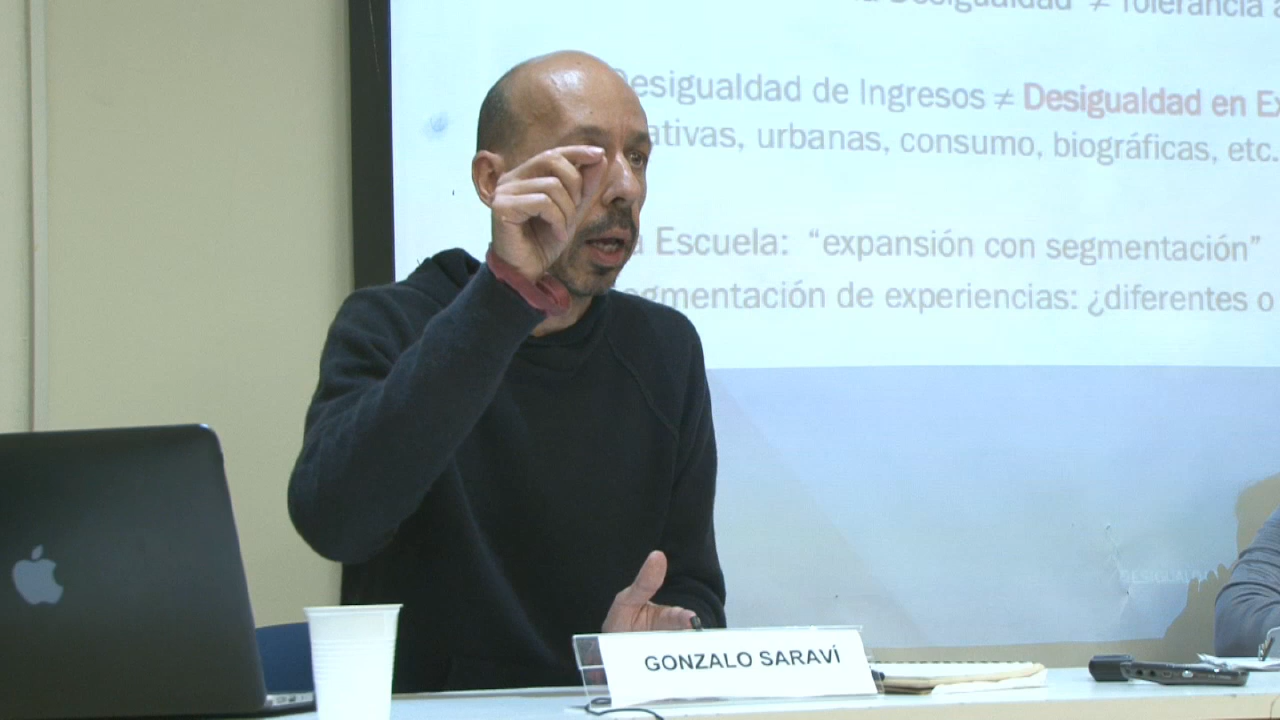 Desigualdad ≠ Tolerancia a
Desigualdad de Ingresos ≠ Desigualdad en Ex
ativas, urbanas, consumo, biográficas, etc.
a Escuela: “expansión con segmentación”
egmentación de experiencias: ¿diferentes o
GONZALO SARAVÍ